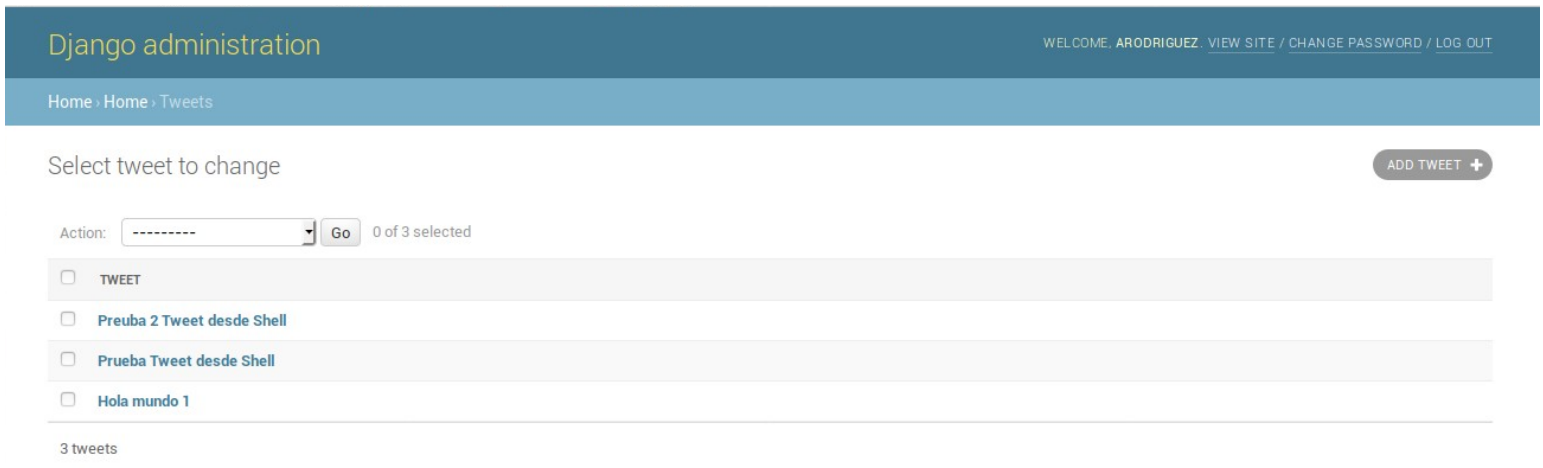 Django administration
WELCOME, ARODRIGUEZ. VIEW SITE / CHANGE PASSWORD / LOG OUT
Home › Home › Tweets
Select tweet to change
ADD TWEET +
Action: --------- Go 0 of 3 selected
TWEET
Preuba 2 Tweet desde Shell
Prueba Tweet desde Shell
Hola mundo 1
3 tweets